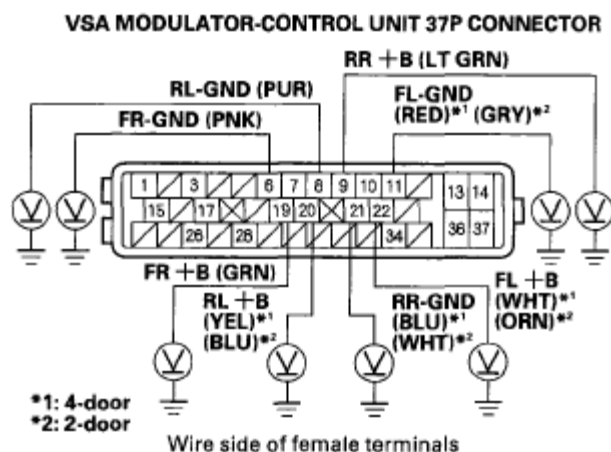 VSA MODULATOR-CONTROL UNIT 37P CONNECTOR
RR +B (LT GRN)
RL-GND (PUR)
FL-GND
(RED)*1 (GRY)*2
FR-GND (PNK)
1 3 6 7 8 9 10 11 13 14
15 17 19 20 21 22
26 28 34 36 37
V V V V
FR +B (GRN)
RL +B
(YEL)*1
(BLU)*2
RR-GND
(BLU)*1
(WHT)*2
FL +B
(WHT)*1
(ORN)*2
V V V V
*1: 4-door
*2: 2-door
Wire side of female terminals